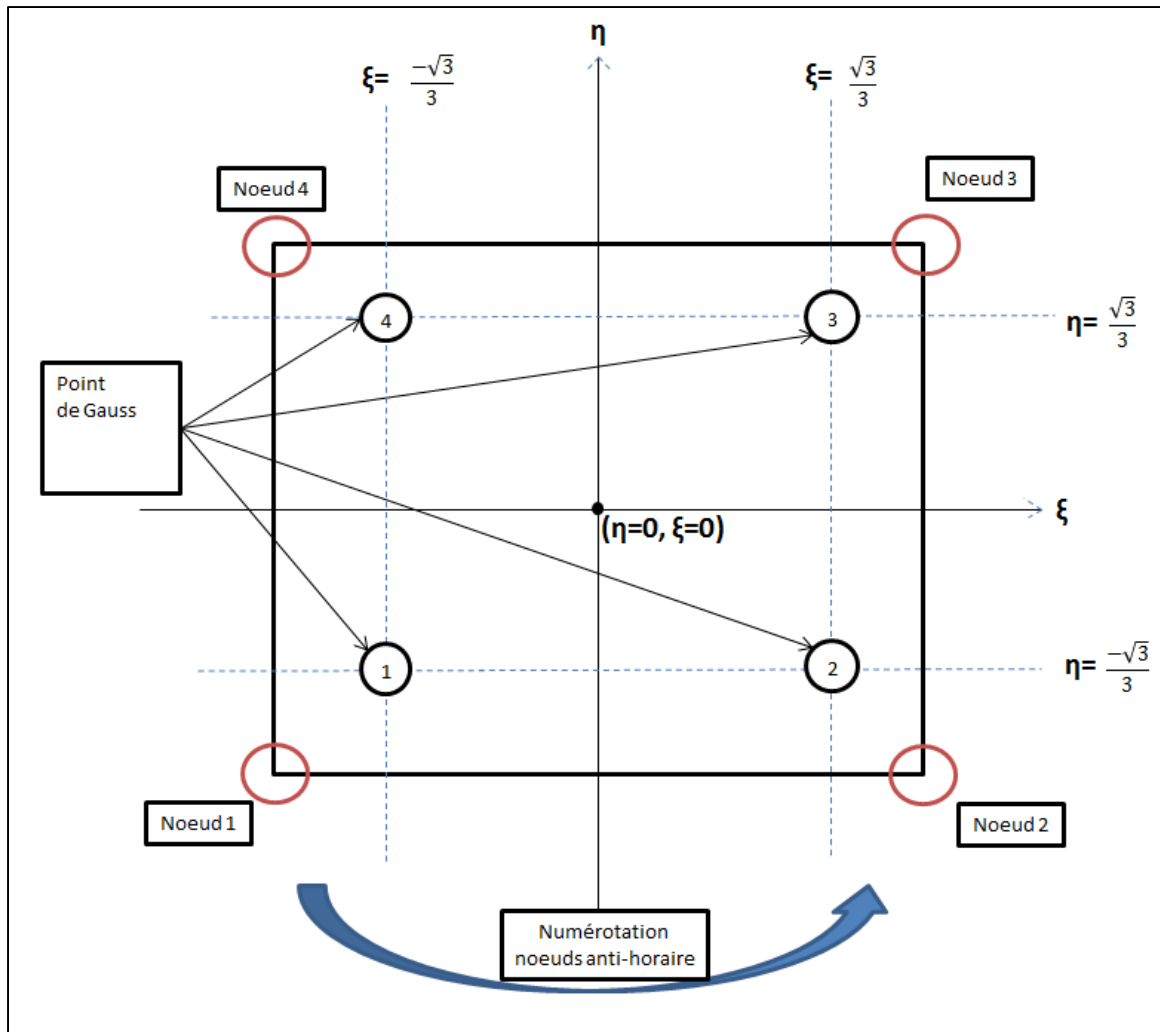 η
ξ= -√3/3
ξ= √3/3
Noeud 4
Noeud 3
4
3
η= √3/3
Point
de Gauss
ξ
(η=0, ξ=0)
1
2
η= -√3/3
Noeud 1
Noeud 2
Numérotation
noeuds anti-horaire